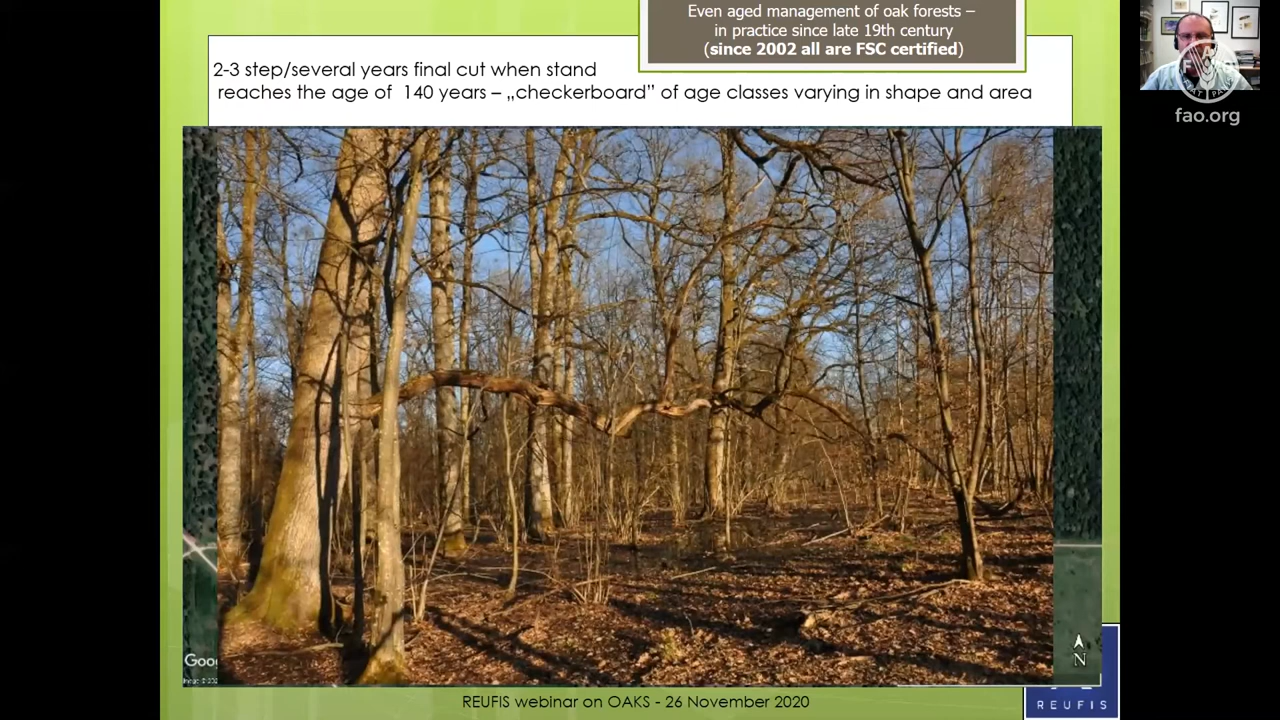 Even aged management of oak forests –
in practice since late 19th century
(since 2002 all are FSC certified)
2-3 step/several years final cut when stand
reaches the age of 140 years – „checkerboard” of age classes varying in shape and area
fao.org
Goo
N
REUFIS webinar on OAKS - 26 November 2020
REUFIS